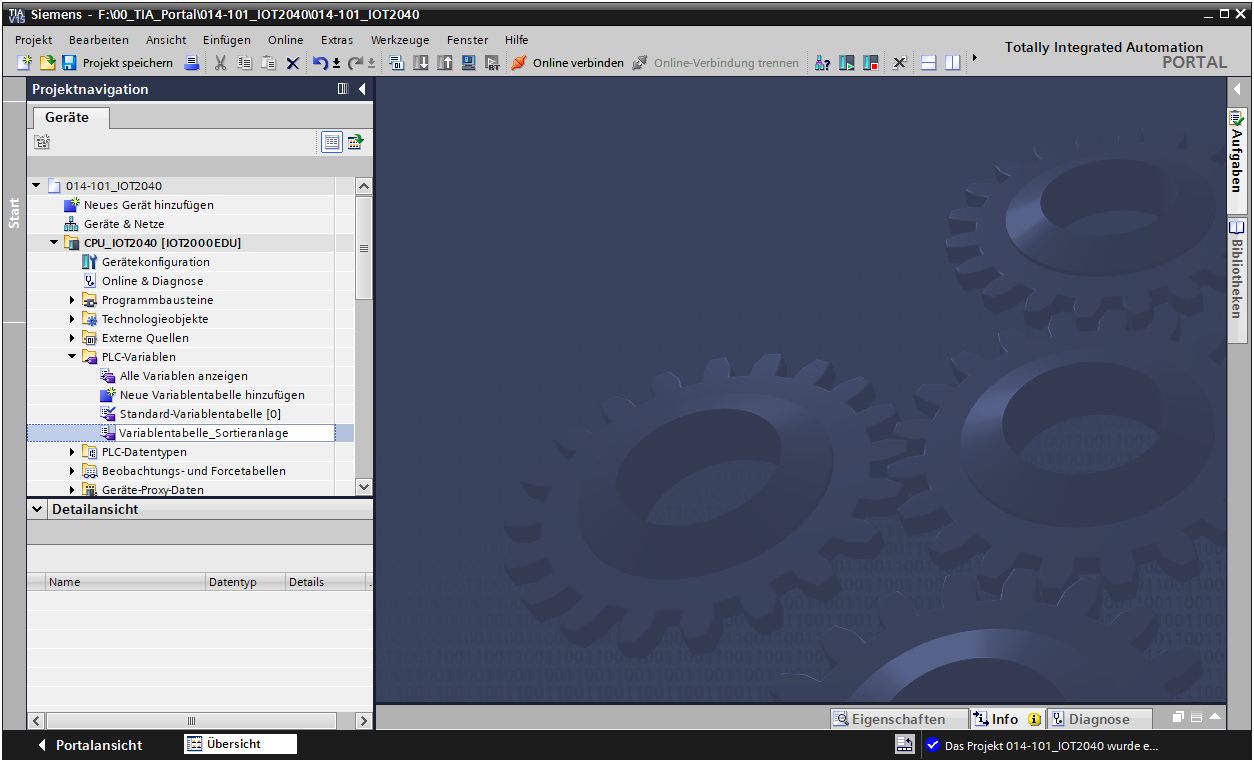 TIA V15 Siemens - F:\00_TIA_Portal\014-101_IOT2040\014-101_IOT2040
Projekt Bearbeiten Ansicht Einfügen Online Extras Werkzeuge Fenster Hilfe
Totally Integrated Automation
PORTAL
Projekt speichern RT Online verbinden Online-Verbindung trennen
Projektnavigation
Geräte
Start
014-101_IOT2040
Neues Gerät hinzufügen
Geräte & Netze
CPU_IOT2040 [IOT2000EDU]
Gerätekonfiguration
Online & Diagnose
Programmbausteine
Technologieobjekte
Externe Quellen
PLC-Variablen
Alle Variablen anzeigen
Neue Variablentabelle hinzufügen
Standard-Variablentabelle [0]
Variablentabelle_Sortieranlage
PLC-Datentypen
Beobachtungs- und Forcetabellen
Geräte-Proxy-Daten
Detailansicht
Name Datentyp Details
Aufgaben
Bibliotheken
Eigenschaften Info Diagnose
Portalansicht Übersicht Das Projekt 014-101_IOT2040 wurde e...